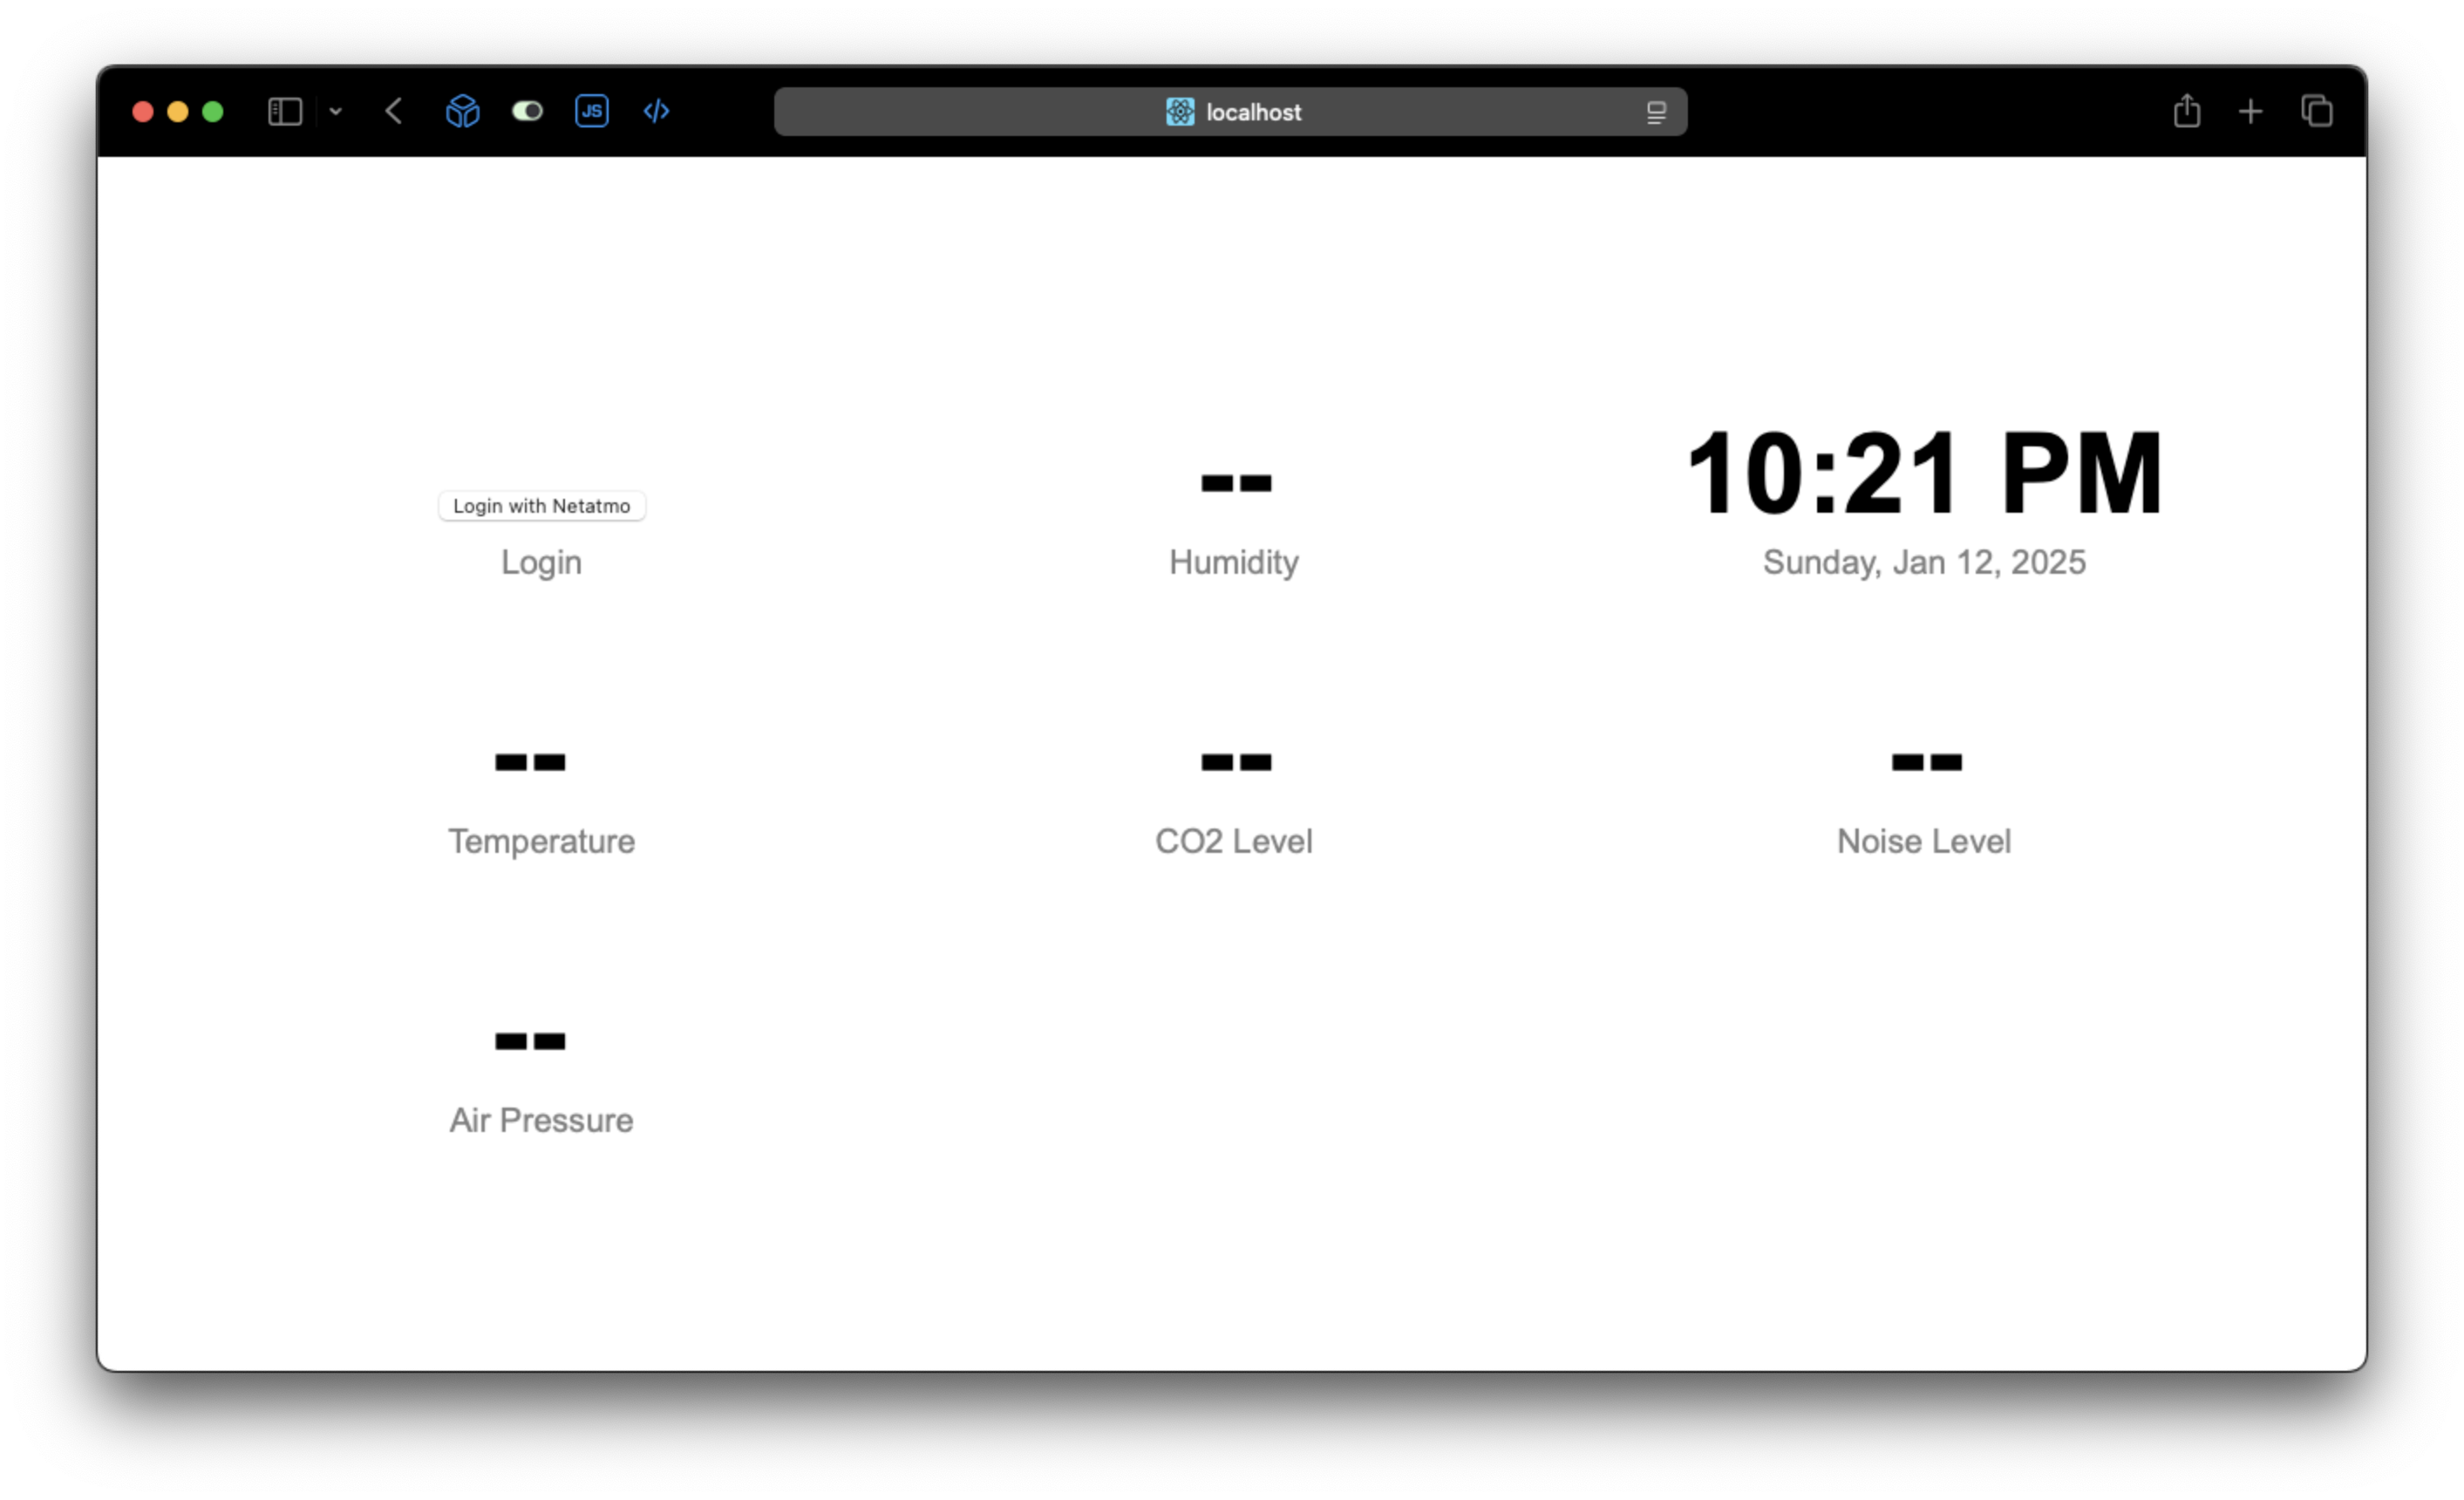 JS
localhost
Login with Netatmo
Login
--
Humidity
10:21 PM
Sunday, Jan 12, 2025
--
Temperature
--
CO2 Level
--
Noise Level
--
Air Pressure